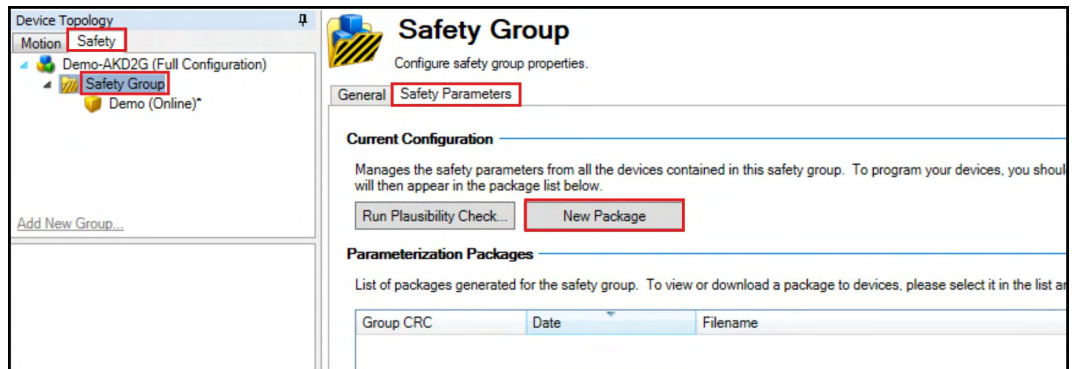 Device Topology
Motion Safety
Demo-AKD2G (Full Configuration)
Safety Group
Demo (Online)*
Add New Group...
Safety Group
Configure safety group properties.
General Safety Parameters
Current Configuration
Manages the safety parameters from all the devices contained in this safety group. To program your devices, you
will then appear in the package list below.
Run Plausibility Check... New Package
Parameterization Packages
List of packages generated for the safety group. To view or download a package to devices, please select it in the list
Group CRC Date Filename